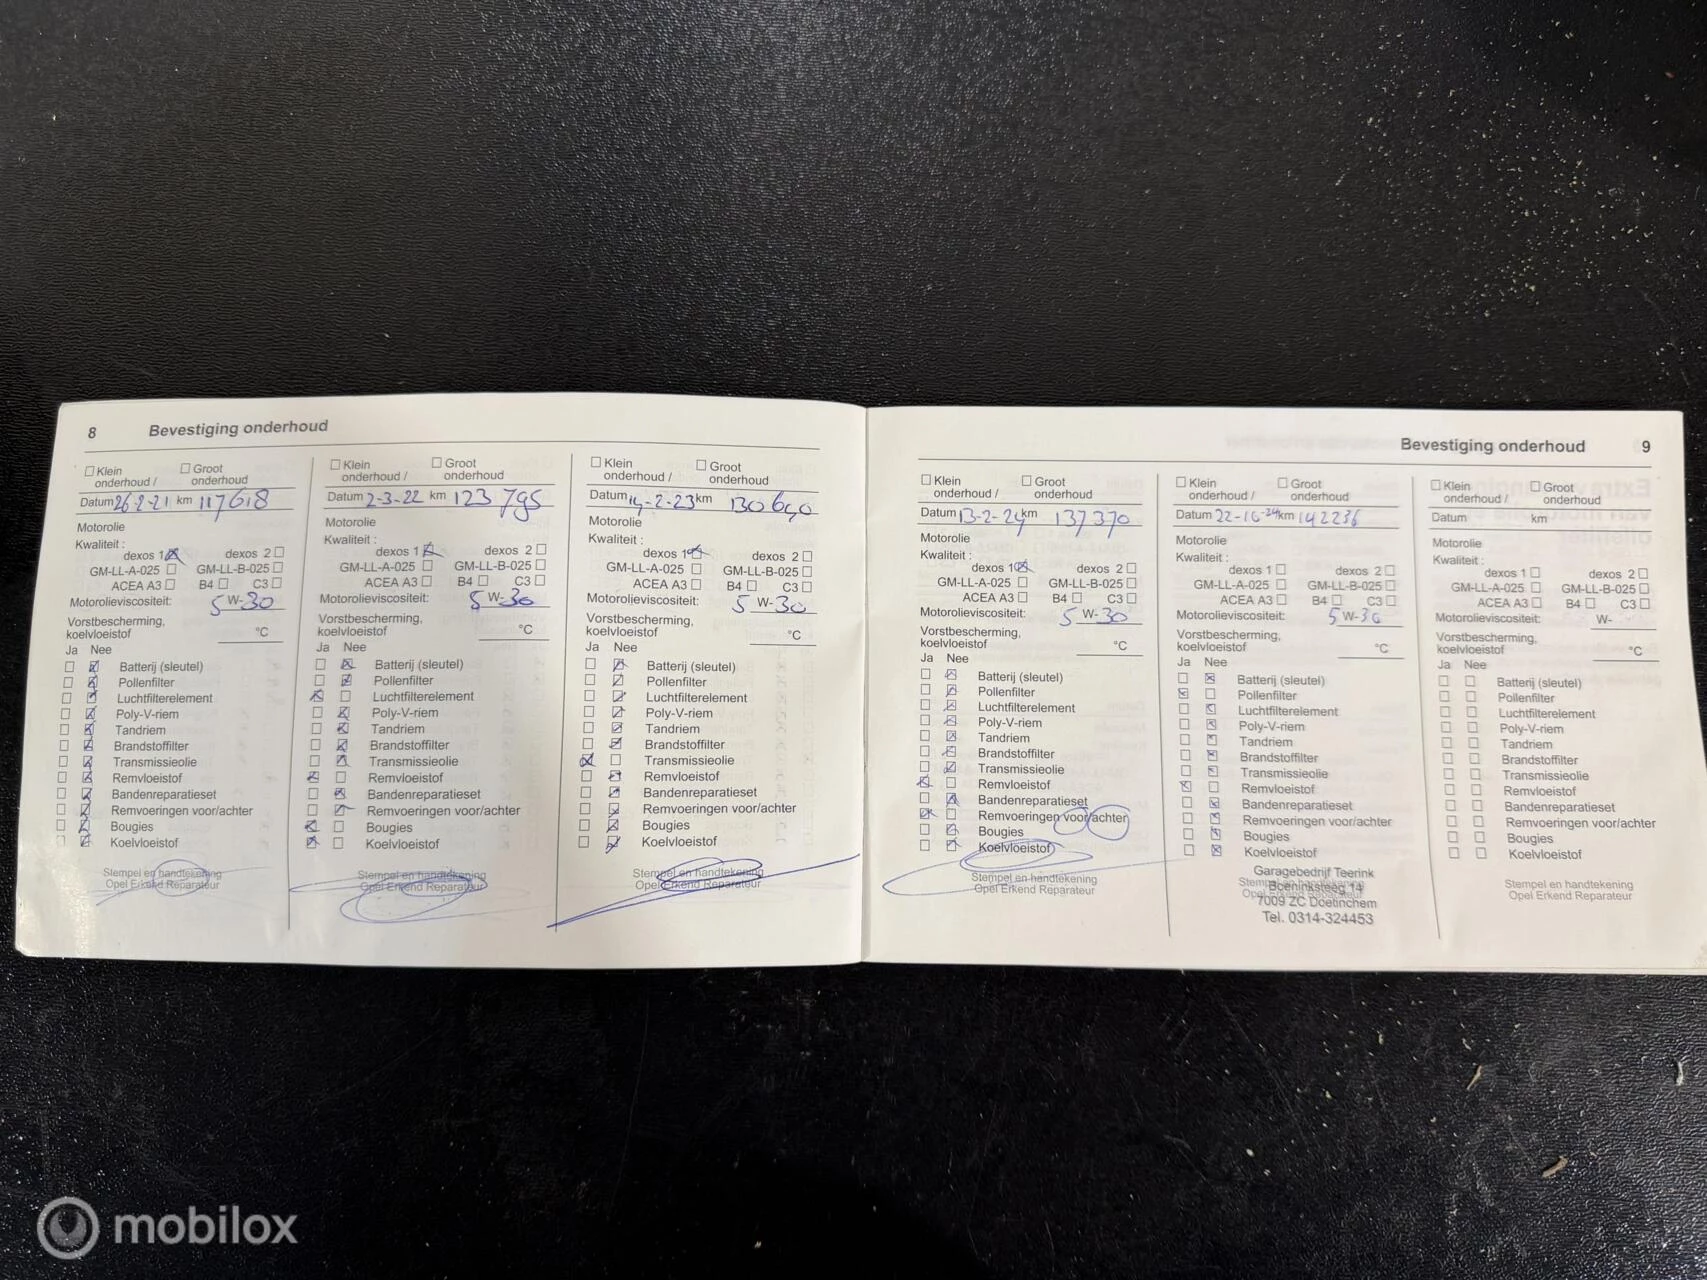 8 Bevestiging onderhoud
☐ Klein onderhoud / ☐ Groot onderhoud
Datum 26-2-21 km 117618
Motorolie
Kwaliteit :
dexos 1 ☒ dexos 2 ☐
GM-LL-A-025 ☐ GM-LL-B-025 ☐
ACEA A3 ☐ B4 ☐ C3 ☐
Motorolieviscositeit: 5 W-30
Vorstbescherming,
koelvloeistof °C
Ja Nee
☐ ☒ Batterij (sleutel)
☐ ☒ Pollenfilter
☐ ☒ Luchtfilterelement
☐ ☒ Poly-V-riem
☐ ☒ Tandriem
☐ ☒ Brandstoffilter
☐ ☒ Transmissieolie
☐ ☒ Remvloeistof
☐ ☒ Bandenreparatieset
☐ ☒ Remvoeringen voor/achter
☐ ☒ Bougies
☐ ☒ Koelvloeistof
Stempel en handtekening
Opel Erkend Reparateur
☐ Klein onderhoud / ☐ Groot onderhoud
Datum 2-3-22 km 123795
Motorolie
Kwaliteit :
dexos 1 ☒ dexos 2 ☐
GM-LL-A-025 ☐ GM-LL-B-025 ☐
ACEA A3 ☐ B4 ☐ C3 ☐
Motorolieviscositeit: 5 W-30
Vorstbescherming,
koelvloeistof °C
Ja Nee
☐ ☒ Batterij (sleutel)
☐ ☒ Pollenfilter
☒ ☐ Luchtfilterelement
☐ ☒ Poly-V-riem
☐ ☒ Tandriem
☐ ☒ Brandstoffilter
☐ ☒ Transmissieolie
☒ ☐ Remvloeistof
☐ ☒ Bandenreparatieset
☐ ☒ Remvoeringen voor/achter
☒ ☐ Bougies
☒ ☐ Koelvloeistof
Stempel en handtekening
Opel Erkend Reparateur
☐ Klein onderhoud / ☐ Groot onderhoud
Datum 14-2-23 km 130690
Motorolie
Kwaliteit :
dexos 1 ☒ dexos 2 ☐
GM-LL-A-025 ☐ GM-LL-B-025 ☐
ACEA A3 ☐ B4 ☐ C3 ☐
Motorolieviscositeit: 5 W-30
Vorstbescherming,
koelvloeistof °C
Ja Nee
☐ ☒ Batterij (sleutel)
☐ ☒ Pollenfilter
☐ ☒ Luchtfilterelement
☐ ☒ Poly-V-riem
☐ ☒ Tandriem
☐ ☒ Brandstoffilter
☒ ☐ Transmissieolie
☐ ☒ Remvloeistof
☐ ☒ Bandenreparatieset
☐ ☒ Remvoeringen voor/achter
☐ ☒ Bougies
☐ ☒ Koelvloeistof
Stempel en handtekening
Opel Erkend Reparateur
Bevestiging onderhoud 9
☐ Klein onderhoud / ☐ Groot onderhoud
Datum 13-2-24 km 137370
Motorolie
Kwaliteit :
dexos 1 ☒ dexos 2 ☐
GM-LL-A-025 ☐ GM-LL-B-025 ☐
ACEA A3 ☐ B4 ☐ C3 ☐
Motorolieviscositeit: 5 W-30
Vorstbescherming,
koelvloeistof °C
Ja Nee
☐ ☒ Batterij (sleutel)
☐ ☒ Pollenfilter
☐ ☒ Luchtfilterelement
☐ ☒ Poly-V-riem
☐ ☒ Tandriem
☐ ☒ Brandstoffilter
☐ ☒ Transmissieolie
☒ ☐ Remvloeistof
☐ ☒ Bandenreparatieset
☒ ☐ Remvoeringen voor/achter
☐ ☒ Bougies
☐ ☒ Koelvloeistof
Stempel en handtekening
Opel Erkend Reparateur
☐ Klein onderhoud / ☐ Groot onderhoud
Datum 22-10-24 km 142236
Motorolie
Kwaliteit :
dexos 1 ☐ dexos 2 ☐
GM-LL-A-025 ☐ GM-LL-B-025 ☐
ACEA A3 ☐ B4 ☐ C3 ☐
Motorolieviscositeit: 5 W-30
Vorstbescherming,
koelvloeistof °C
Ja Nee
☐ ☒ Batterij (sleutel)
☒ ☐ Pollenfilter
☐ ☒ Luchtfilterelement
☐ ☒ Poly-V-riem
☐ ☒ Tandriem
☐ ☒ Brandstoffilter
☐ ☒ Transmissieolie
☒ ☐ Remvloeistof
☐ ☒ Bandenreparatieset
☐ ☒ Remvoeringen voor/achter
☐ ☒ Bougies
☐ ☒ Koelvloeistof
Garagebedrijf Teerink
Stempel en handtekening
Boeninksteeg 14
7009 ZC Doetinchem
Tel. 0314-324453
☐ Klein onderhoud / ☐ Groot onderhoud
Datum km
Motorolie
Kwaliteit :
dexos 1 ☐ dexos 2 ☐
GM-LL-A-025 ☐ GM-LL-B-025 ☐
ACEA A3 ☐ B4 ☐ C3 ☐
Motorolieviscositeit: W-
Vorstbescherming,
koelvloeistof °C
Ja Nee
☐ ☐ Batterij (sleutel)
☐ ☐ Pollenfilter
☐ ☐ Luchtfilterelement
☐ ☐ Poly-V-riem
☐ ☐ Tandriem
☐ ☐ Brandstoffilter
☐ ☐ Transmissieolie
☐ ☐ Remvloeistof
☐ ☐ Bandenreparatieset
☐ ☐ Remvoeringen voor/achter
☐ ☐ Bougies
☐ ☐ Koelvloeistof
Stempel en handtekening
Opel Erkend Reparateur
mobilox